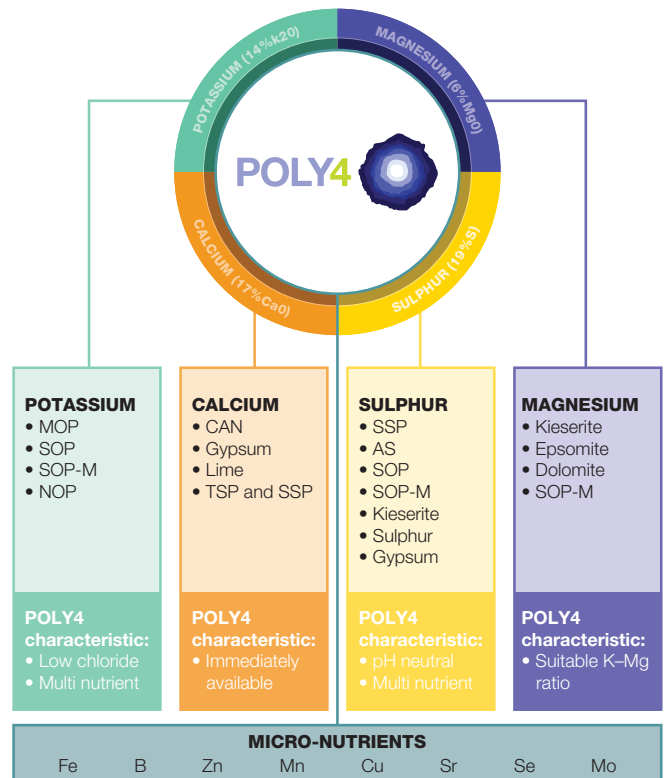 POTASSIUM (14%k20)
MAGNESIUM (6%Mg0)
POLY4
CALCIUM (17%Ca0)
SULPHUR (19%S)
POTASSIUM
• MOP
• SOP
• SOP-M
• NOP
POLY4
characteristic:
• Low chloride
• Multi nutrient
CALCIUM
• CAN
• Gypsum
• Lime
• TSP and SSP
POLY4
characteristic:
• Immediately
available
SULPHUR
• SSP
• AS
• SOP
• SOP-M
• Kieserite
• Sulphur
• Gypsum
POLY4
characteristic:
• pH neutral
• Multi nutrient
MAGNESIUM
• Kieserite
• Epsomite
• Dolomite
• SOP-M
POLY4
characteristic:
• Suitable K–Mg
ratio
MICRO-NUTRIENTS
Fe B Zn Mn Cu Sr Se Mo